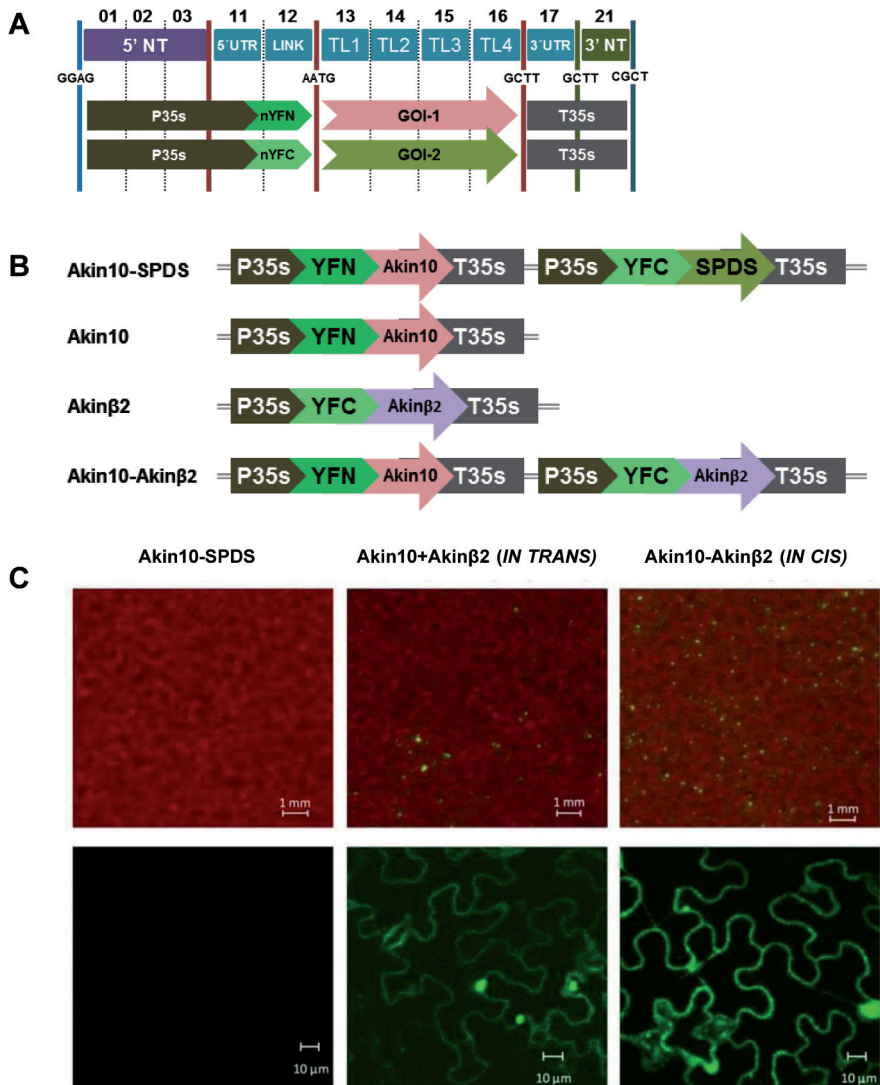 A
01 02 03 11 12 13 14 15 16 17 21
5' NT 5´UTR LINK TL1 TL2 TL3 TL4 3´UTR 3' NT
GGAG AATG GCTT GCTT CGCT
P35s nYFN GOI-1 T35s
P35s nYFC GOI-2 T35s
B
Akin10-SPDS P35s YFN Akin10 T35s P35s YFC SPDS T35s
Akin10 P35s YFN Akin10 T35s
Akinβ2 P35s YFC Akinβ2 T35s
Akin10-Akinβ2 P35s YFN Akin10 T35s P35s YFC Akinβ2 T35s
Akin10-SPDS Akin10+Akinβ2 (IN TRANS) Akin10-Akinβ2 (IN CIS)
C
1 mm 1 mm 1 mm
10 µm 10 µm 10 µm